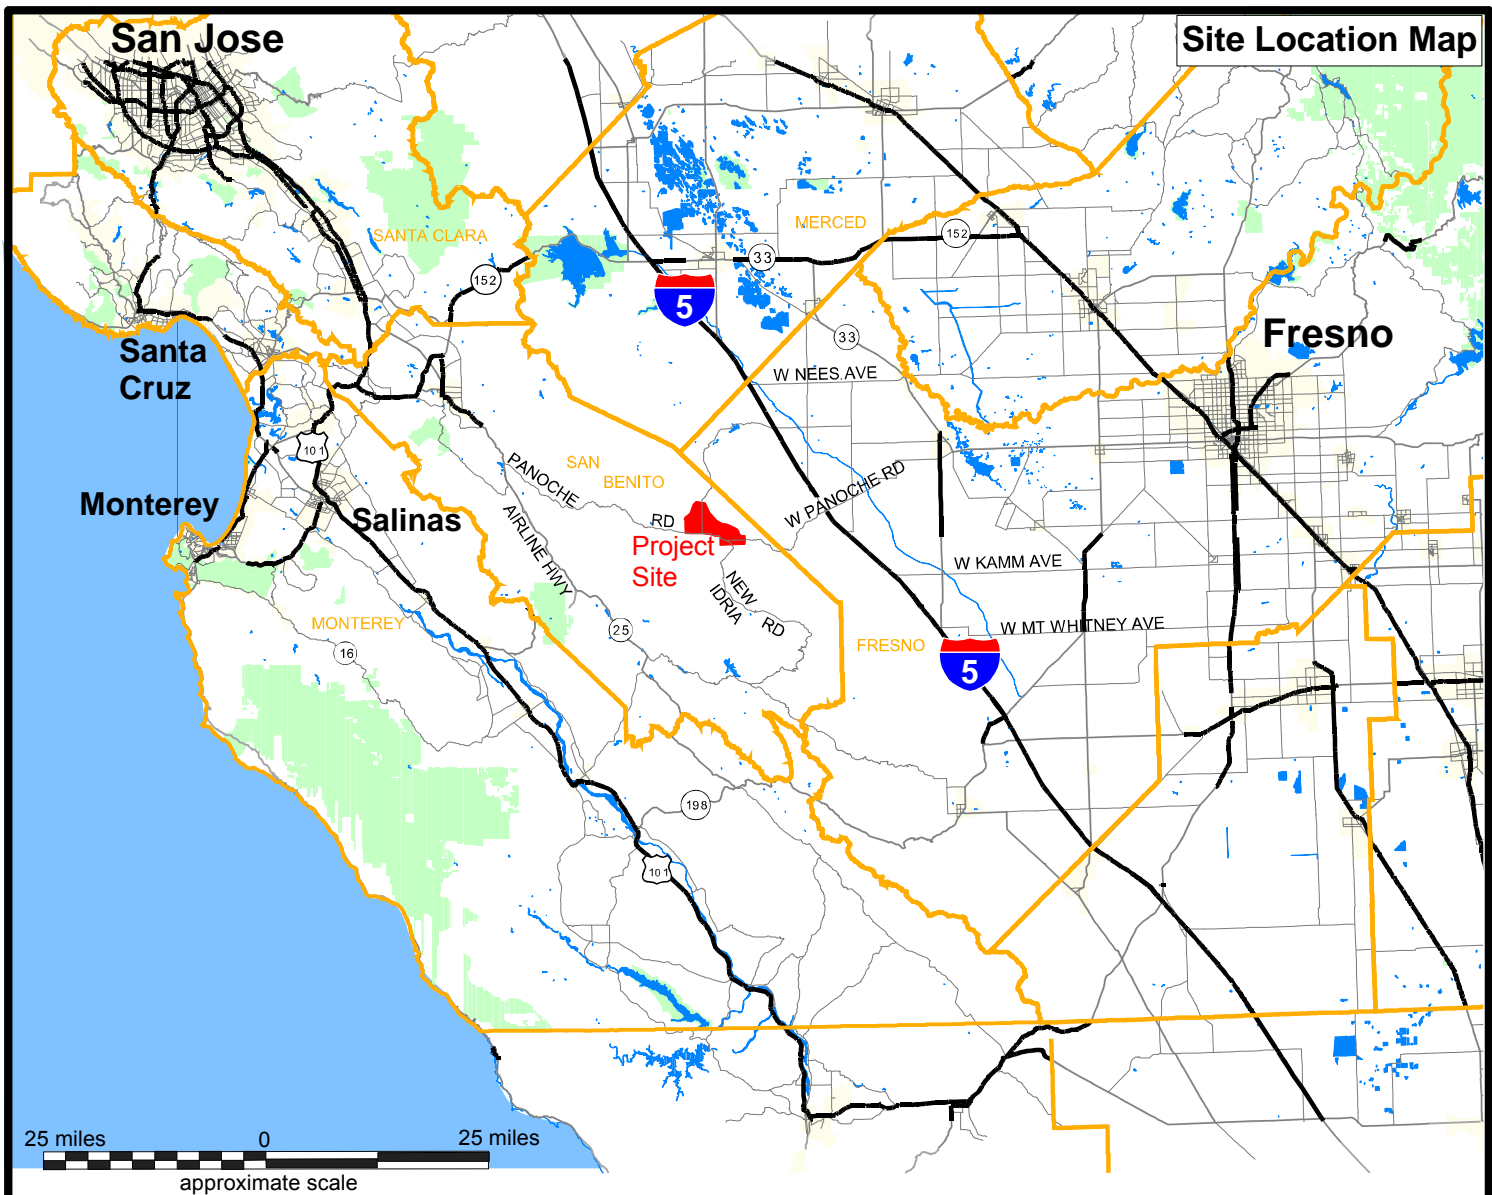 San Jose
Site Location Map
SANTA CLARA
MERCED
152
33
152
5
33
Santa
Cruz
Fresno
W NEES AVE
101
SAN
BENITO
PANOCHE
RD
W PANOCHE RD
Monterey
Salinas
AIRLINE HWY
Project
Site
W KAMM AVE
NEW
IDRIA
RD
MONTEREY
25
W MT WHITNEY AVE
FRESNO
16
5
198
101
25 miles
0
25 miles
approximate scale